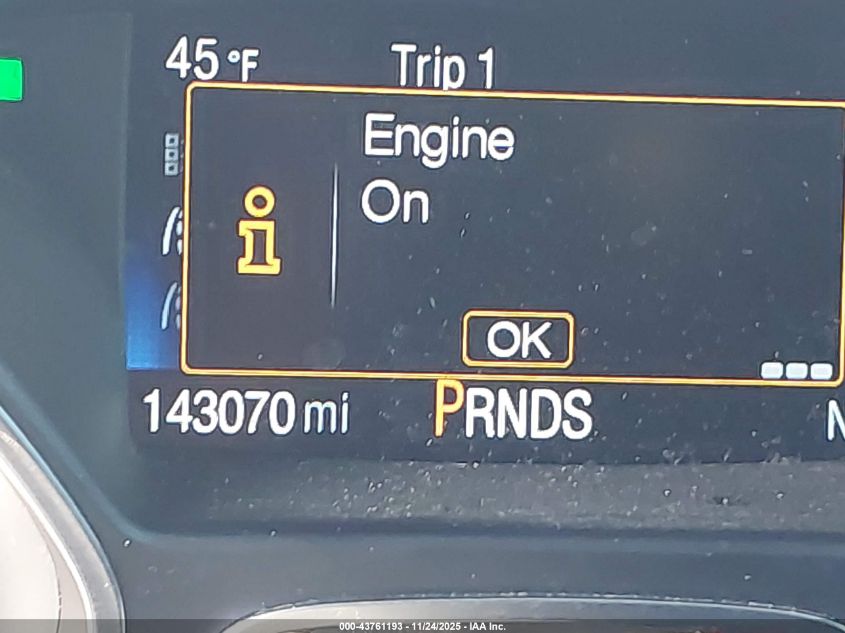 45 °F Trip 1
Engine
On
OK
143070 mi PRNDS N
000-43761193 - 11/24/2025 - IAA Inc.